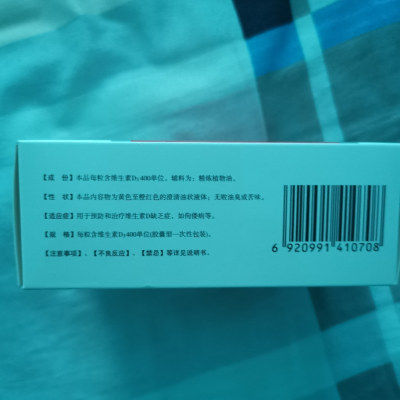 【成 份】本品每粒含维生素D₃400单位。辅料为:精炼植物油。
【性 状】本品内容物为黄色至橙红色的澄清油状液体;无败油臭或苦味。
【适应症】用于预防和治疗维生素D缺乏症,如佝偻病等。
【规 格】每粒含维生素D₃400单位(胶囊型一次性包装)。
【注意事项】、【不良反应】、【禁忌】等详见说明书。
6 920991 410708